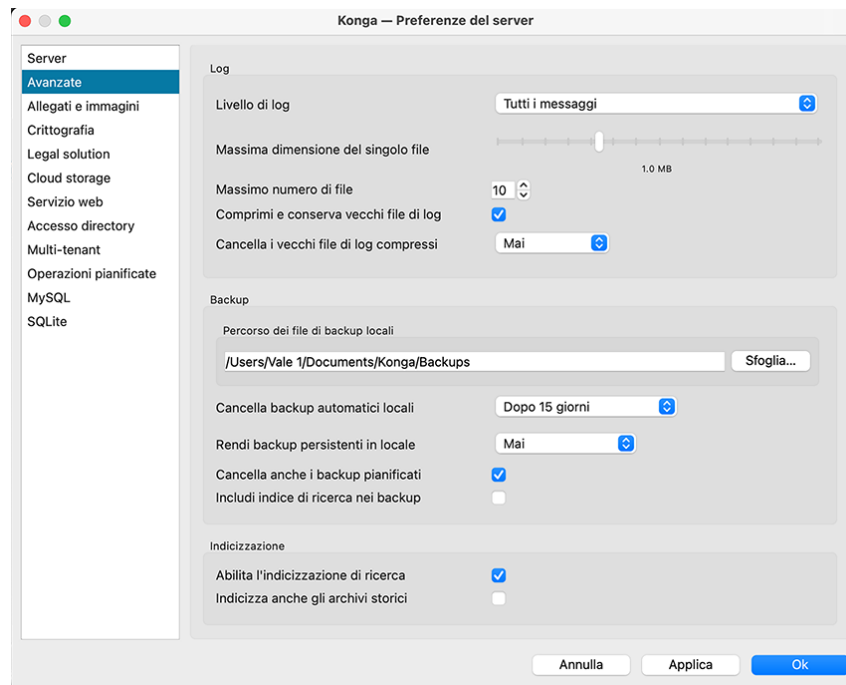 Konga — Preferenze del server
Server
Avanzate
Allegati e immagini
Crittografia
Legal solution
Cloud storage
Servizio web
Accesso directory
Multi-tenant
Operazioni pianificate
MySQL
SQLite
Log
Livello di log Tutti i messaggi
Massima dimensione del singolo file
1.0 MB
Massimo numero di file 10
Comprimi e conserva vecchi file di log
Cancella i vecchi file di log compressi Mai
Backup
Percorso dei file di backup locali
/Users/Vale 1/Documents/Konga/Backups Sfoglia...
Cancella backup automatici locali Dopo 15 giorni
Rendi backup persistenti in locale Mai
Cancella anche i backup pianificati
Includi indice di ricerca nei backup
Indicizzazione
Abilita l'indicizzazione di ricerca
Indicizza anche gli archivi storici
Annulla Applica Ok